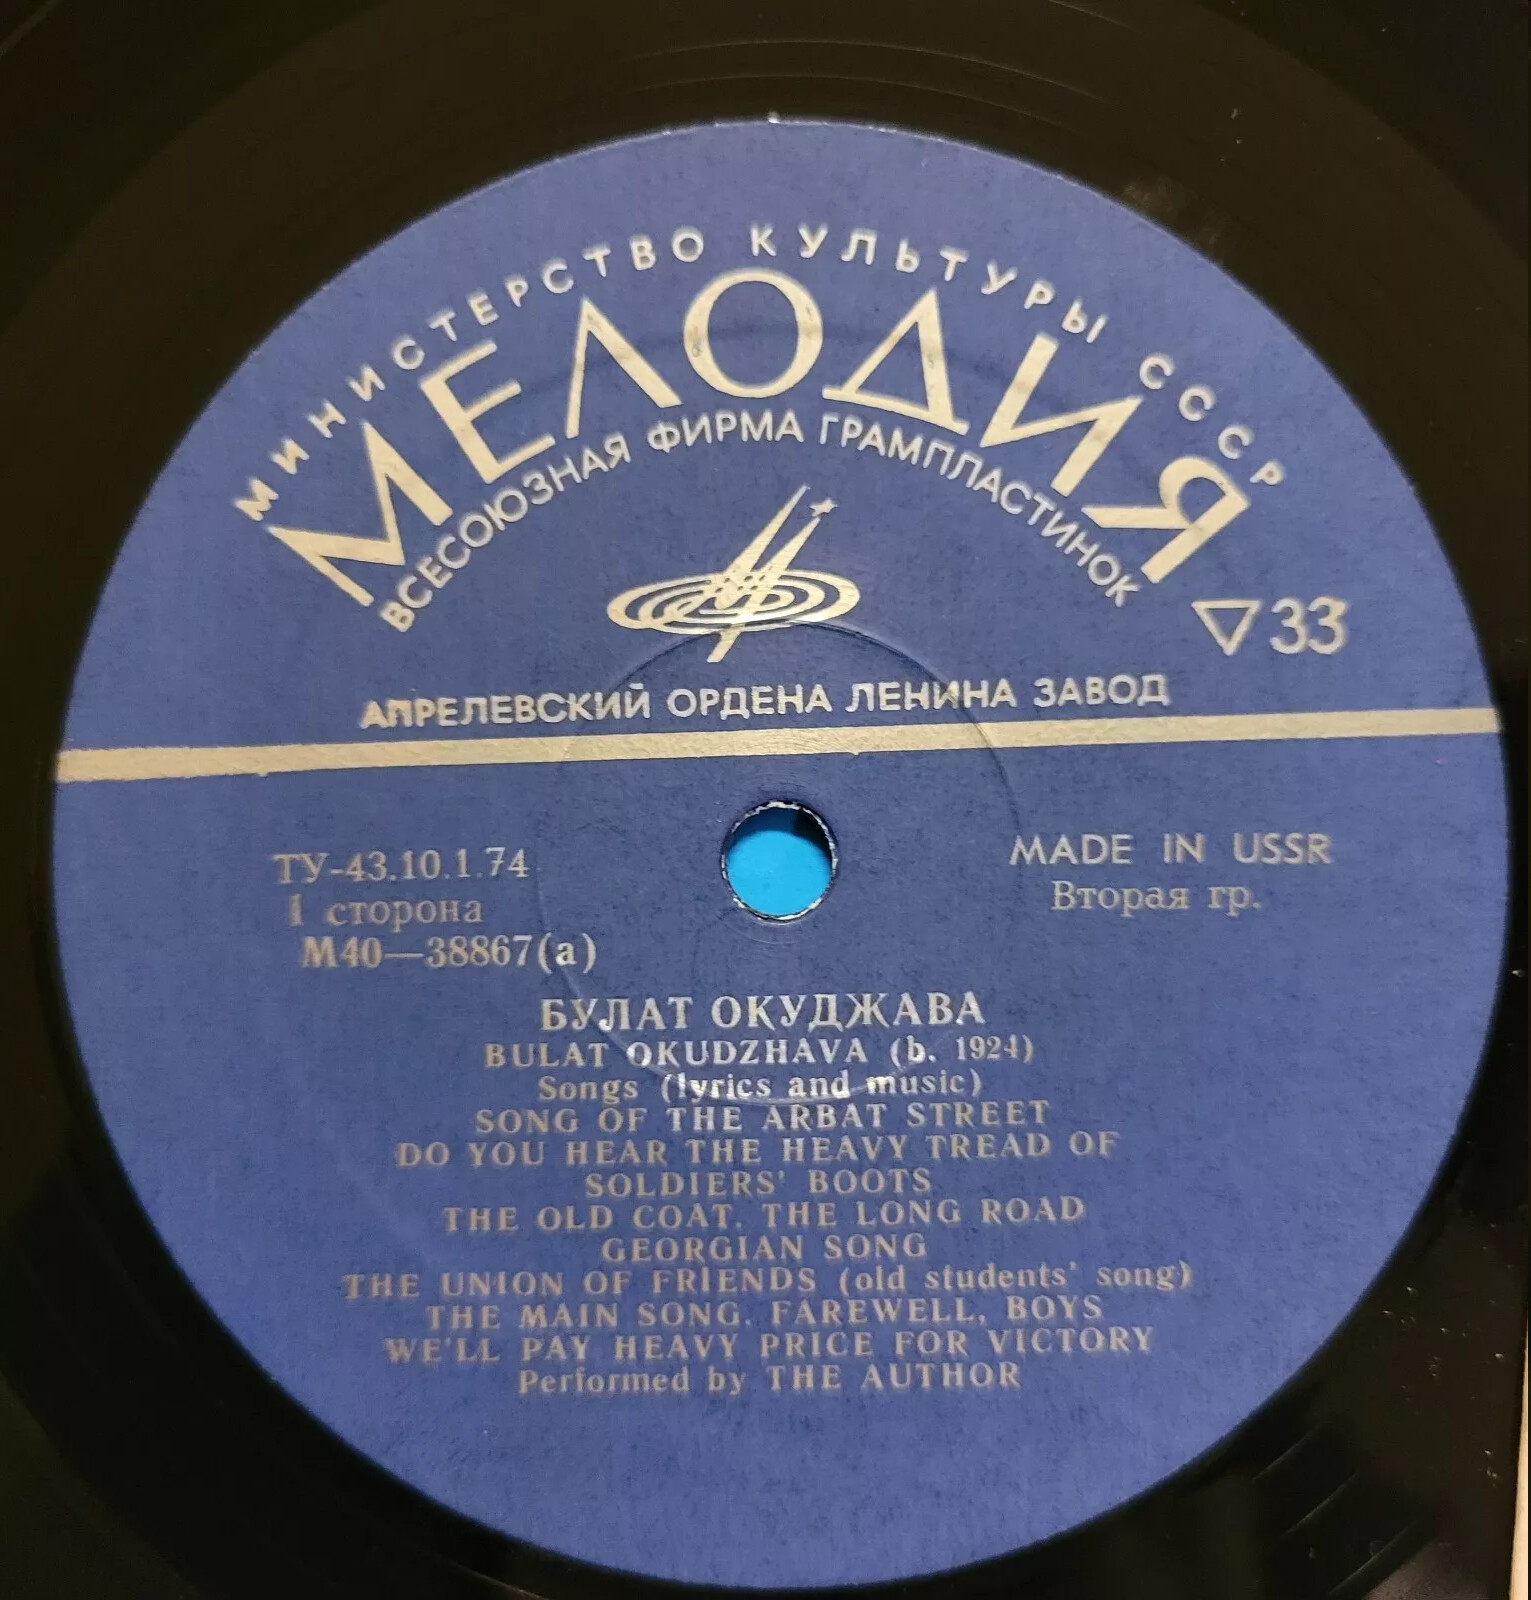 МИНИСТЕРСТВО КУЛЬТУРЫ СССР
МЕЛОДИЯ
ВСЕСОЮЗНАЯ ФИРМА ГРАМПЛАСТИНОК
33
АПРЕЛЕВСКИЙ ОРДЕНА ЛЕНИНА ЗАВОД
ТУ-43.10.1.74
1 сторона
М40—38867(а)
MADE IN USSR
Вторая гр.
БУЛАТ ОКУДЖАВА
BULAT OKUDZHAVA (b. 1924)
Songs (lyrics and music)
SONG OF THE ARBAT STREET
DO YOU HEAR THE HEAVY TREAD OF
SOLDIERS' BOOTS
THE OLD COAT. THE LONG ROAD
GEORGIAN SONG
THE UNION OF FRIENDS (old students' song)
THE MAIN SONG. FAREWELL, BOYS
WE'LL PAY HEAVY PRICE FOR VICTORY
Performed by THE AUTHOR